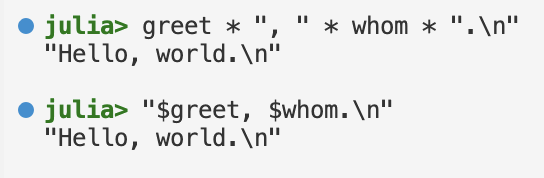 julia> greet * ", " * whom * ".\n"
"Hello, world.\n"
julia> "$greet, $whom.\n"
"Hello, world.\n"